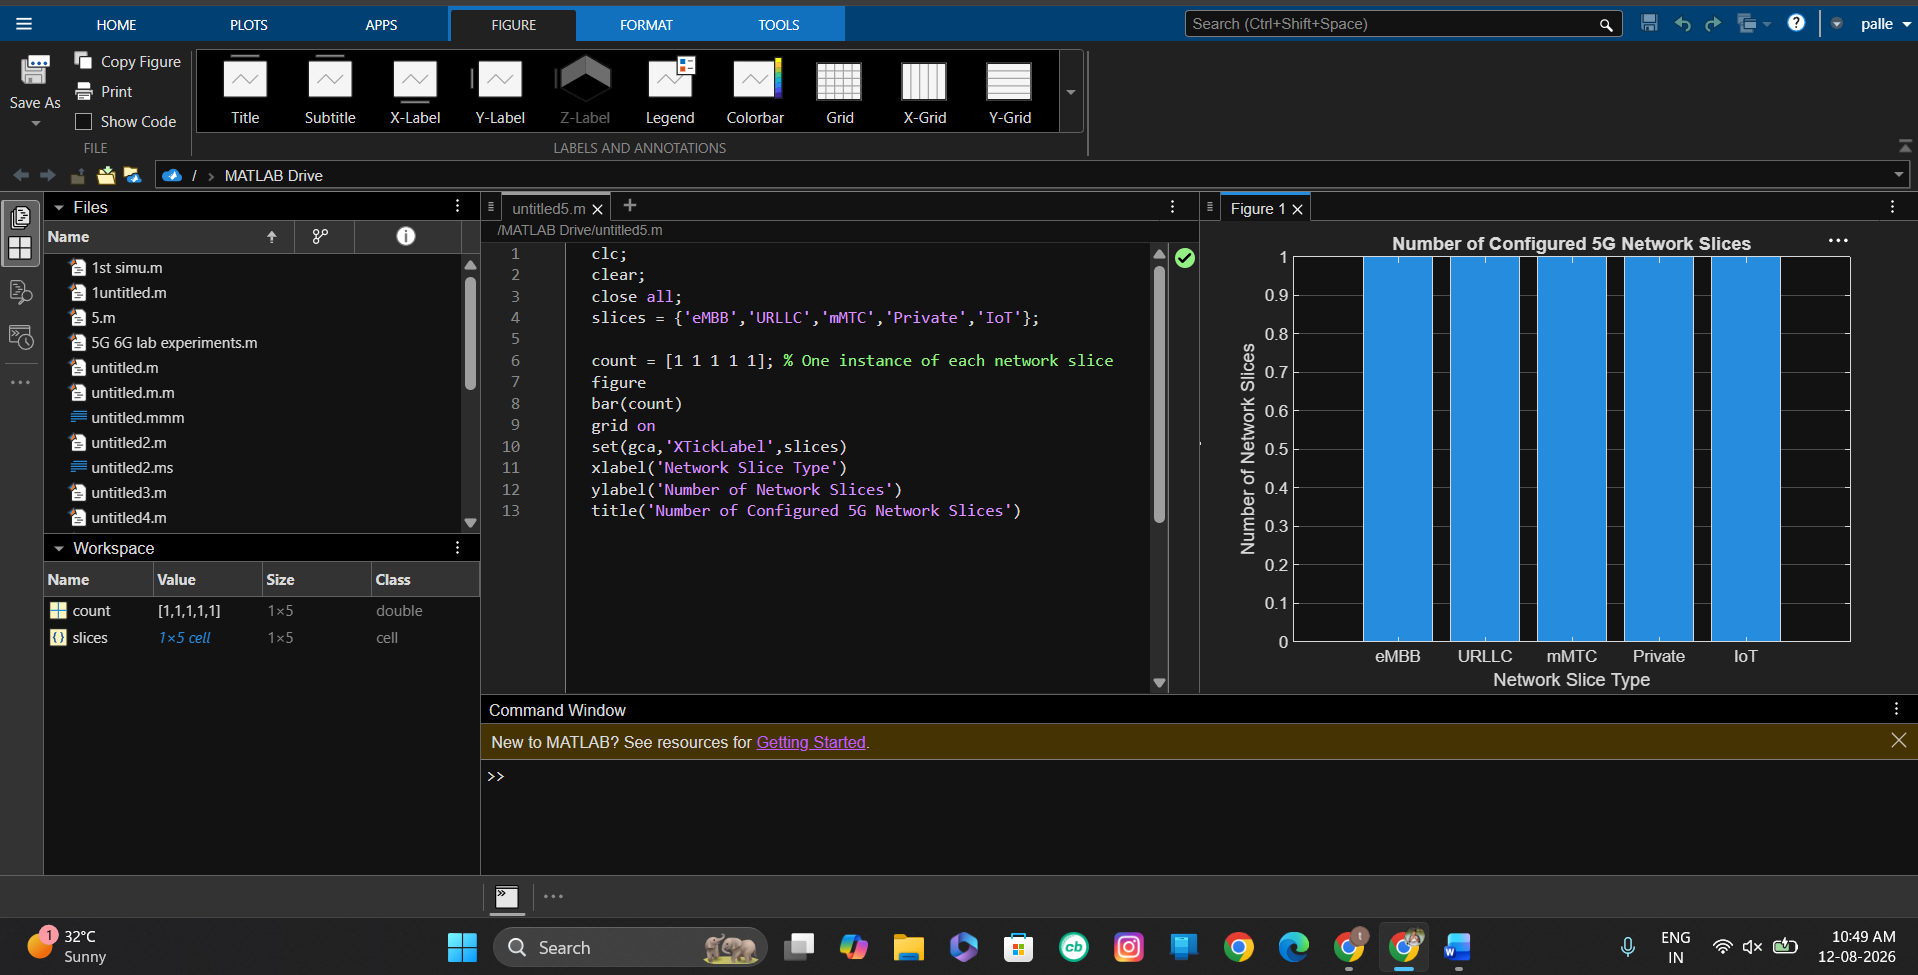 HOME PLOTS APPS FIGURE FORMAT TOOLS Search (Ctrl+Shift+Space) ? palle
Save As
Copy Figure
Print
Show Code
FILE
Title Subtitle X-Label Y-Label Z-Label Legend Colorbar Grid X-Grid Y-Grid
LABELS AND ANNOTATIONS
/ > MATLAB Drive
Files
Name
1st simu.m
1untitled.m
5.m
5G 6G lab experiments.m
untitled.m
untitled.m.m
untitled.mmm
untitled2.m
untitled2.ms
untitled3.m
untitled4.m
Workspace
Name Value Size Class
count [1,1,1,1,1] 1×5 double
slices 1×5 cell 1×5 cell
untitled5.m
/MATLAB Drive/untitled5.m
1 clc;
2 clear;
3 close all;
4 slices = {'eMBB','URLLC','mMTC','Private','IoT'};
5
6 count = [1 1 1 1 1]; % One instance of each network slice
7 figure
8 bar(count)
9 grid on
10 set(gca,'XTickLabel',slices)
11 xlabel('Network Slice Type')
12 ylabel('Number of Network Slices')
13 title('Number of Configured 5G Network Slices')
Figure 1
Number of Configured 5G Network Slices
Number of Network Slices
1
0.9
0.8
0.7
0.6
0.5
0.4
0.3
0.2
0.1
0
eMBB URLLC mMTC Private IoT
Network Slice Type
Command Window
New to MATLAB? See resources for Getting Started.
>>
1
32°C
Sunny
Search
cb
t
W
ENG
IN
10:49 AM
12-08-2026